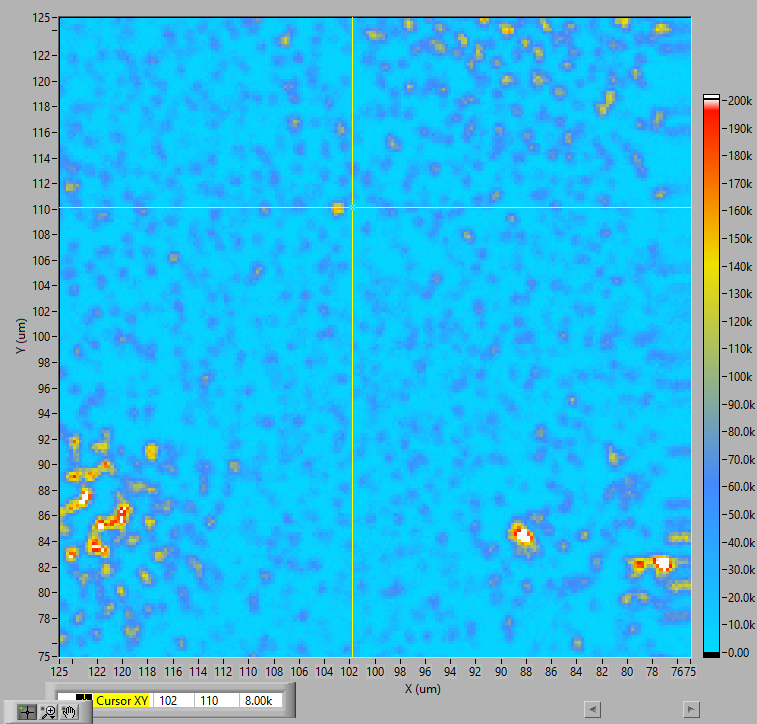 125
122
120
118
116
114
112
110
108
106
104
102
100
98
96
94
92
90
88
86
84
82
80
78
75
Y (um)
125 122 120 118 116 114 112 110 108 106 104 102 100 98 96 94 92 90 88 86 84 82 80 78 7675
X (um)
200k
190k
180k
170k
160k
150k
140k
130k
120k
110k
100k
90.0k
80.0k
70.0k
60.0k
50.0k
40.0k
30.0k
20.0k
10.0k
0.00
Cursor XY 102 110 8.00k